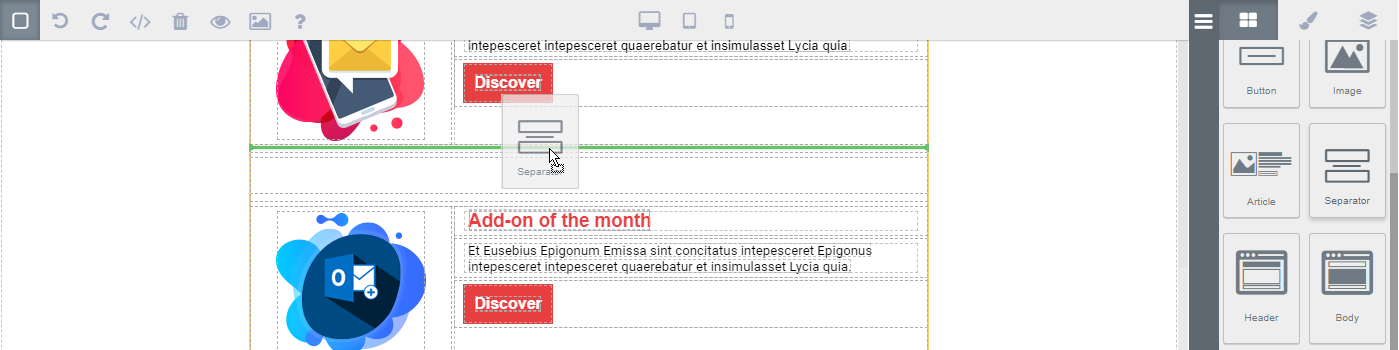 </>
?
intepesceret intepesceret quaerebatur et insimulasset Lycia quia.
Discover
Separator
Add-on of the month
Et Eusebius Epigonum Emissa sint concitatus intepesceret Epigonus
intepesceret intepesceret quaerebatur et insimulasset Lycia quia.
Discover
Button
Image
Article
Separator
Header
Body